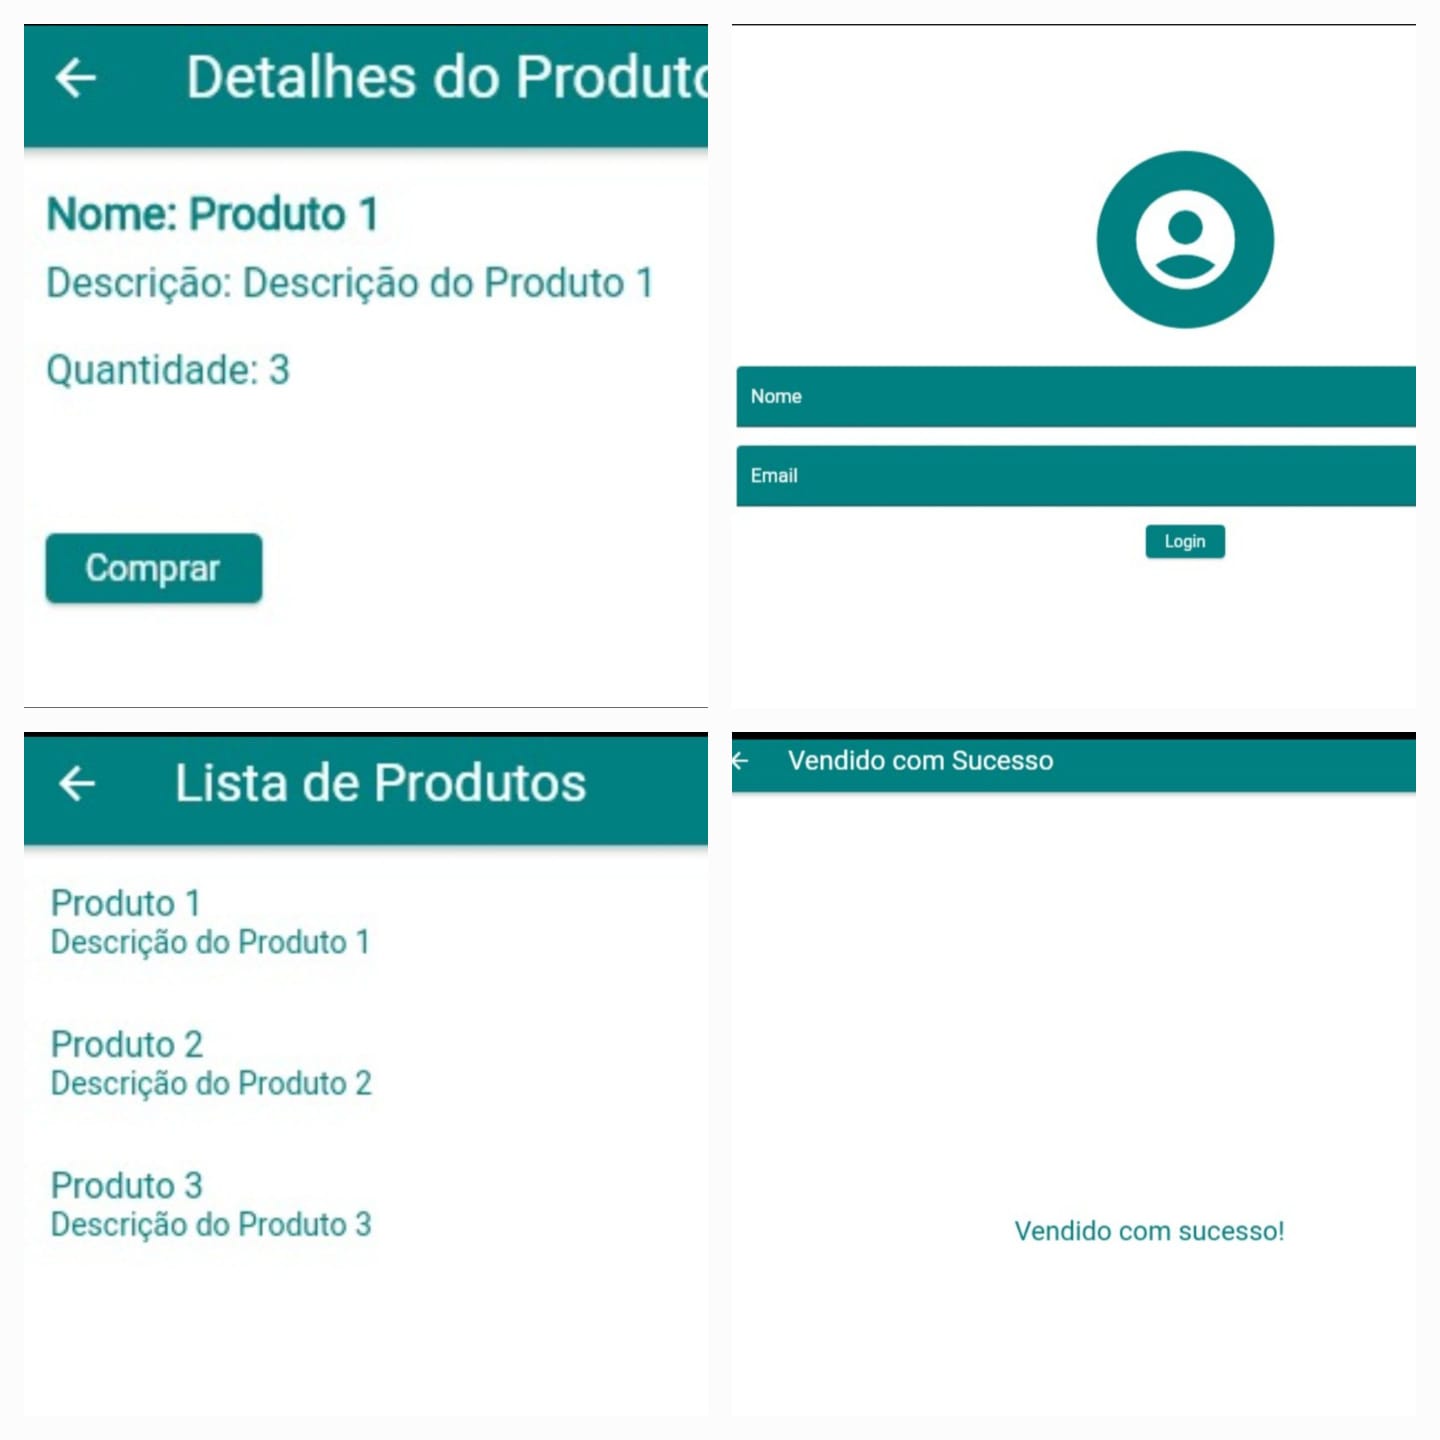 Detalhes do Produto
Nome: Produto 1
Descrição: Descrição do Produto 1
Quantidade: 3
Comprar
Nome
Email
Login
Lista de Produtos
Produto 1
Descrição do Produto 1
Produto 2
Descrição do Produto 2
Produto 3
Descrição do Produto 3
Vendido com Sucesso
Vendido com sucesso!